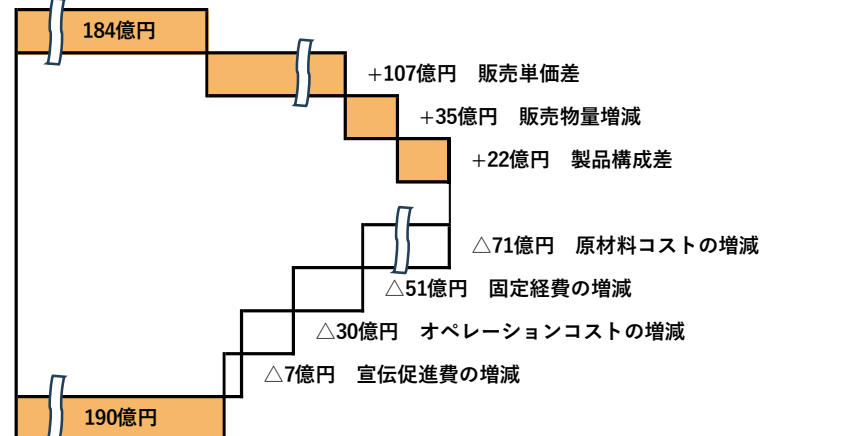 184億円
+107億円　販売単価差
+35億円　販売物量増減
+22億円　製品構成差
△71億円　原材料コストの増減
△51億円　固定経費の増減
△30億円　オペレーションコストの増減
△7億円　宣伝促進費の増減
190億円